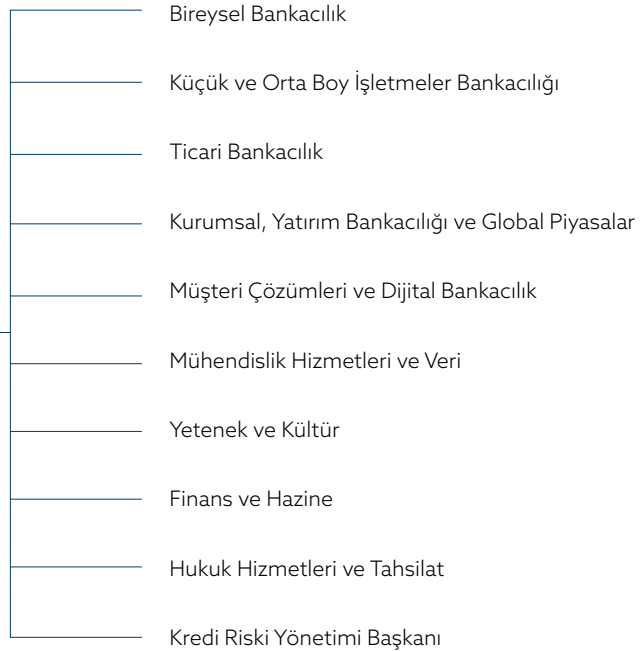 Bireysel Bankacılık
Küçük ve Orta Boy İşletmeler Bankacılığı
Ticari Bankacılık
Kurumsal, Yatırım Bankacılığı ve Global Piyasalar
Müşteri Çözümleri ve Dijital Bankacılık
Mühendislik Hizmetleri ve Veri
Yetenek ve Kültür
Finans ve Hazine
Hukuk Hizmetleri ve Tahsilat
Kredi Riski Yönetimi Başkanı